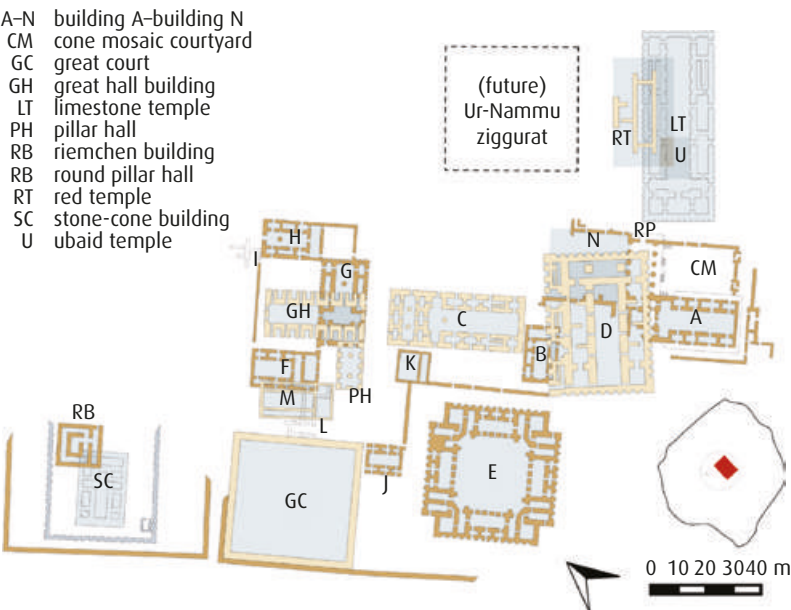 A–N building A–building N
CM cone mosaic courtyard
GC great court
GH great hall building
LT limestone temple
PH pillar hall
RB riemchen building
RB round pillar hall
RT red temple
SC stone-cone building
U ubaid temple
(future)
Ur-Nammu
ziggurat
RT
LT
U
H
I
G
N
RP
CM
GH
C
D
A
B
F
K
M
PH
L
RB
SC
GC
J
E
0 10 20 3040 m